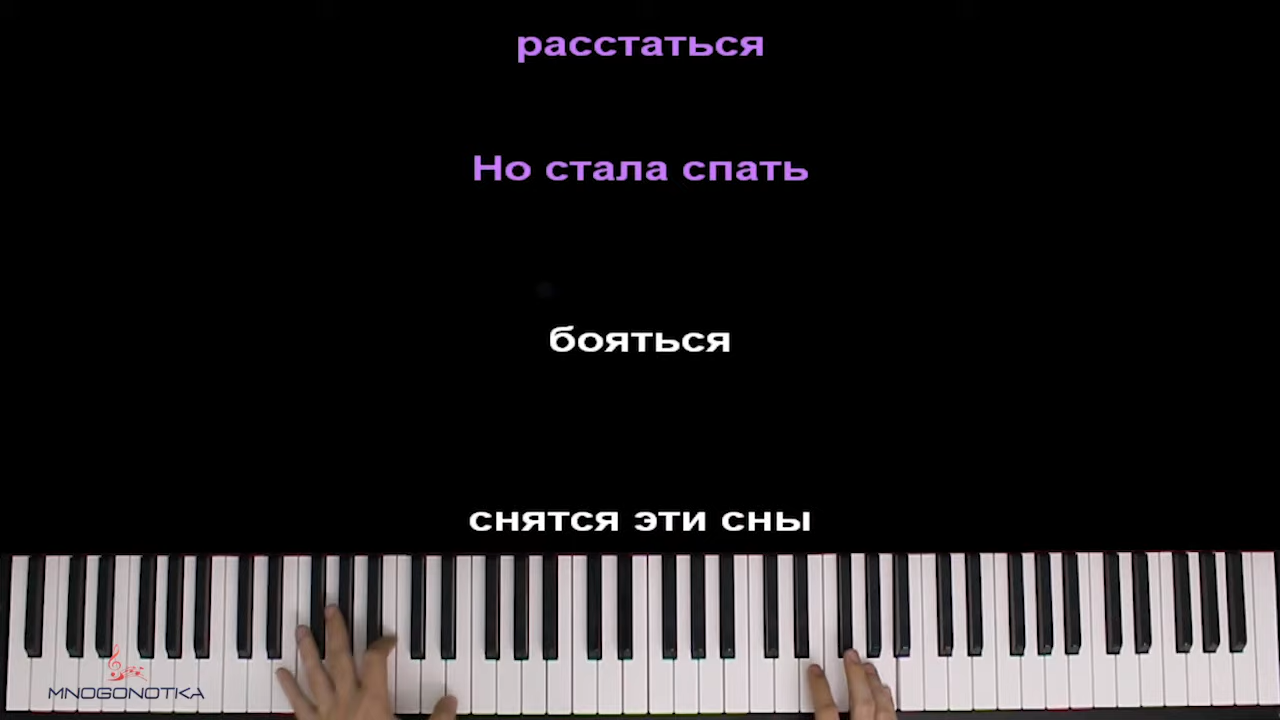 расстаться
Но стала спать
бояться
снятся эти сны
MNOGONOTKA